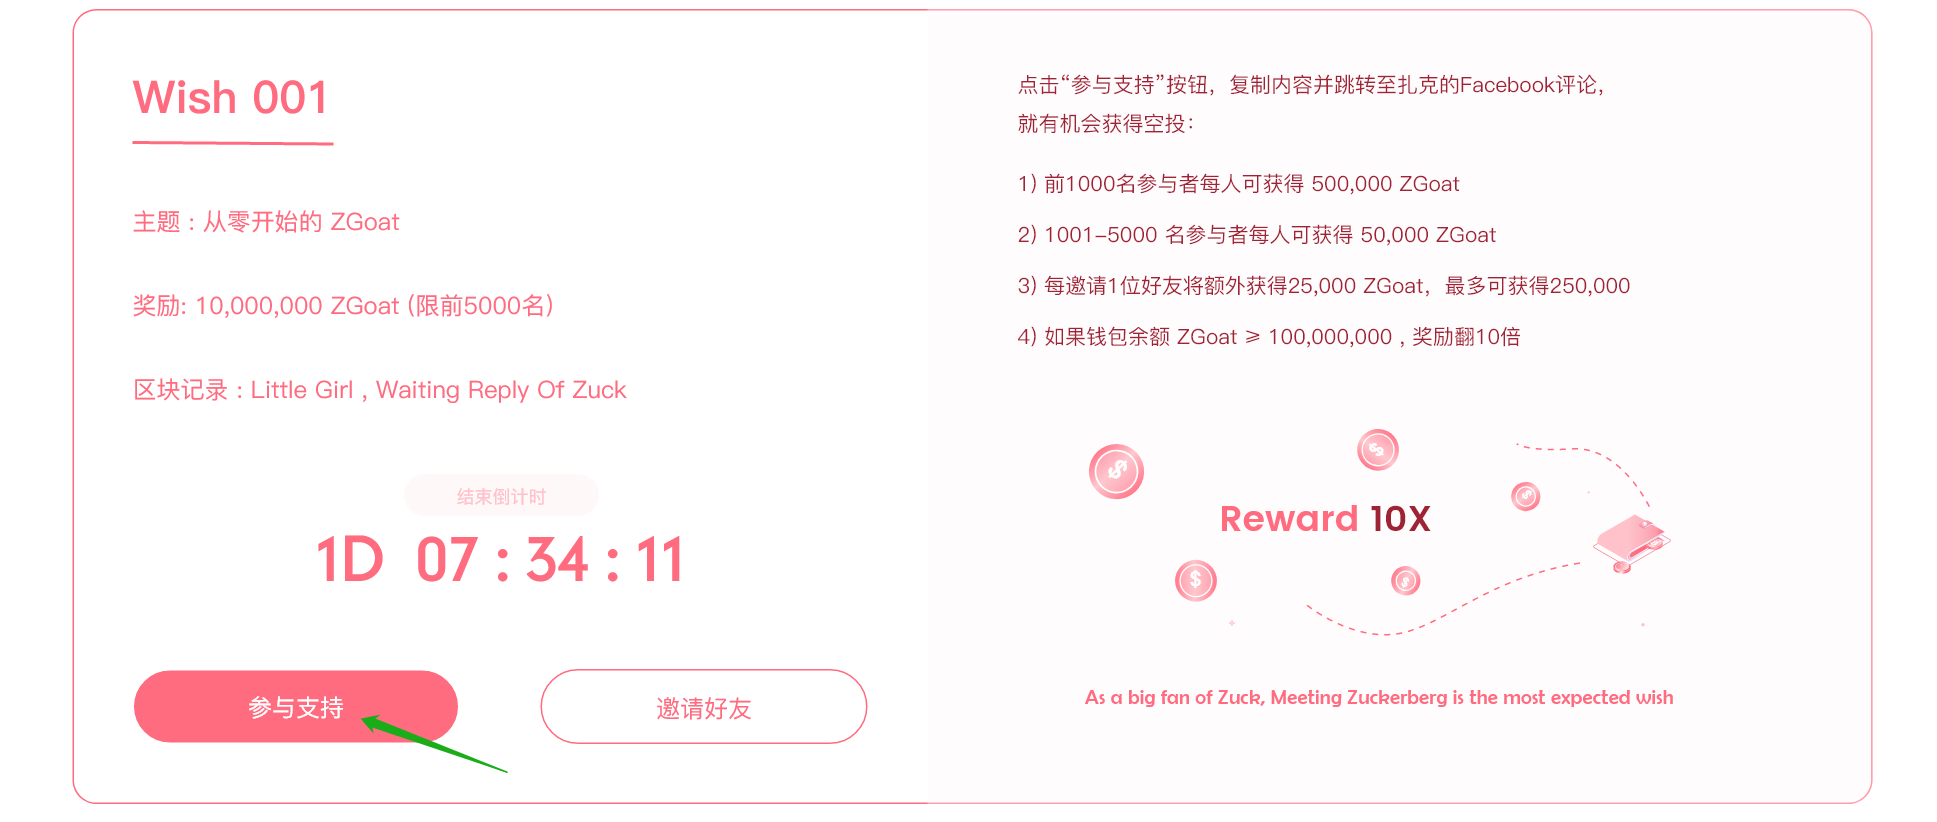 Wish 001
主题 : 从零开始的 ZGoat
奖励: 10,000,000 ZGoat (限前5000名)
区块记录 : Little Girl , Waiting Reply Of Zuck
结束倒计时
1D 07 : 34 : 11
参与支持
邀请好友
点击“参与支持”按钮，复制内容并跳转至扎克的Facebook评论，
就有机会获得空投：
1) 前1000名参与者每人可获得 500,000 ZGoat
2) 1001-5000 名参与者每人可获得 50,000 ZGoat
3) 每邀请1位好友将额外获得25,000 ZGoat，最多可获得250,000
4) 如果钱包余额 ZGoat ≥ 100,000,000 , 奖励翻10倍
Reward 10X
As a big fan of Zuck, Meeting Zuckerberg is the most expected wish